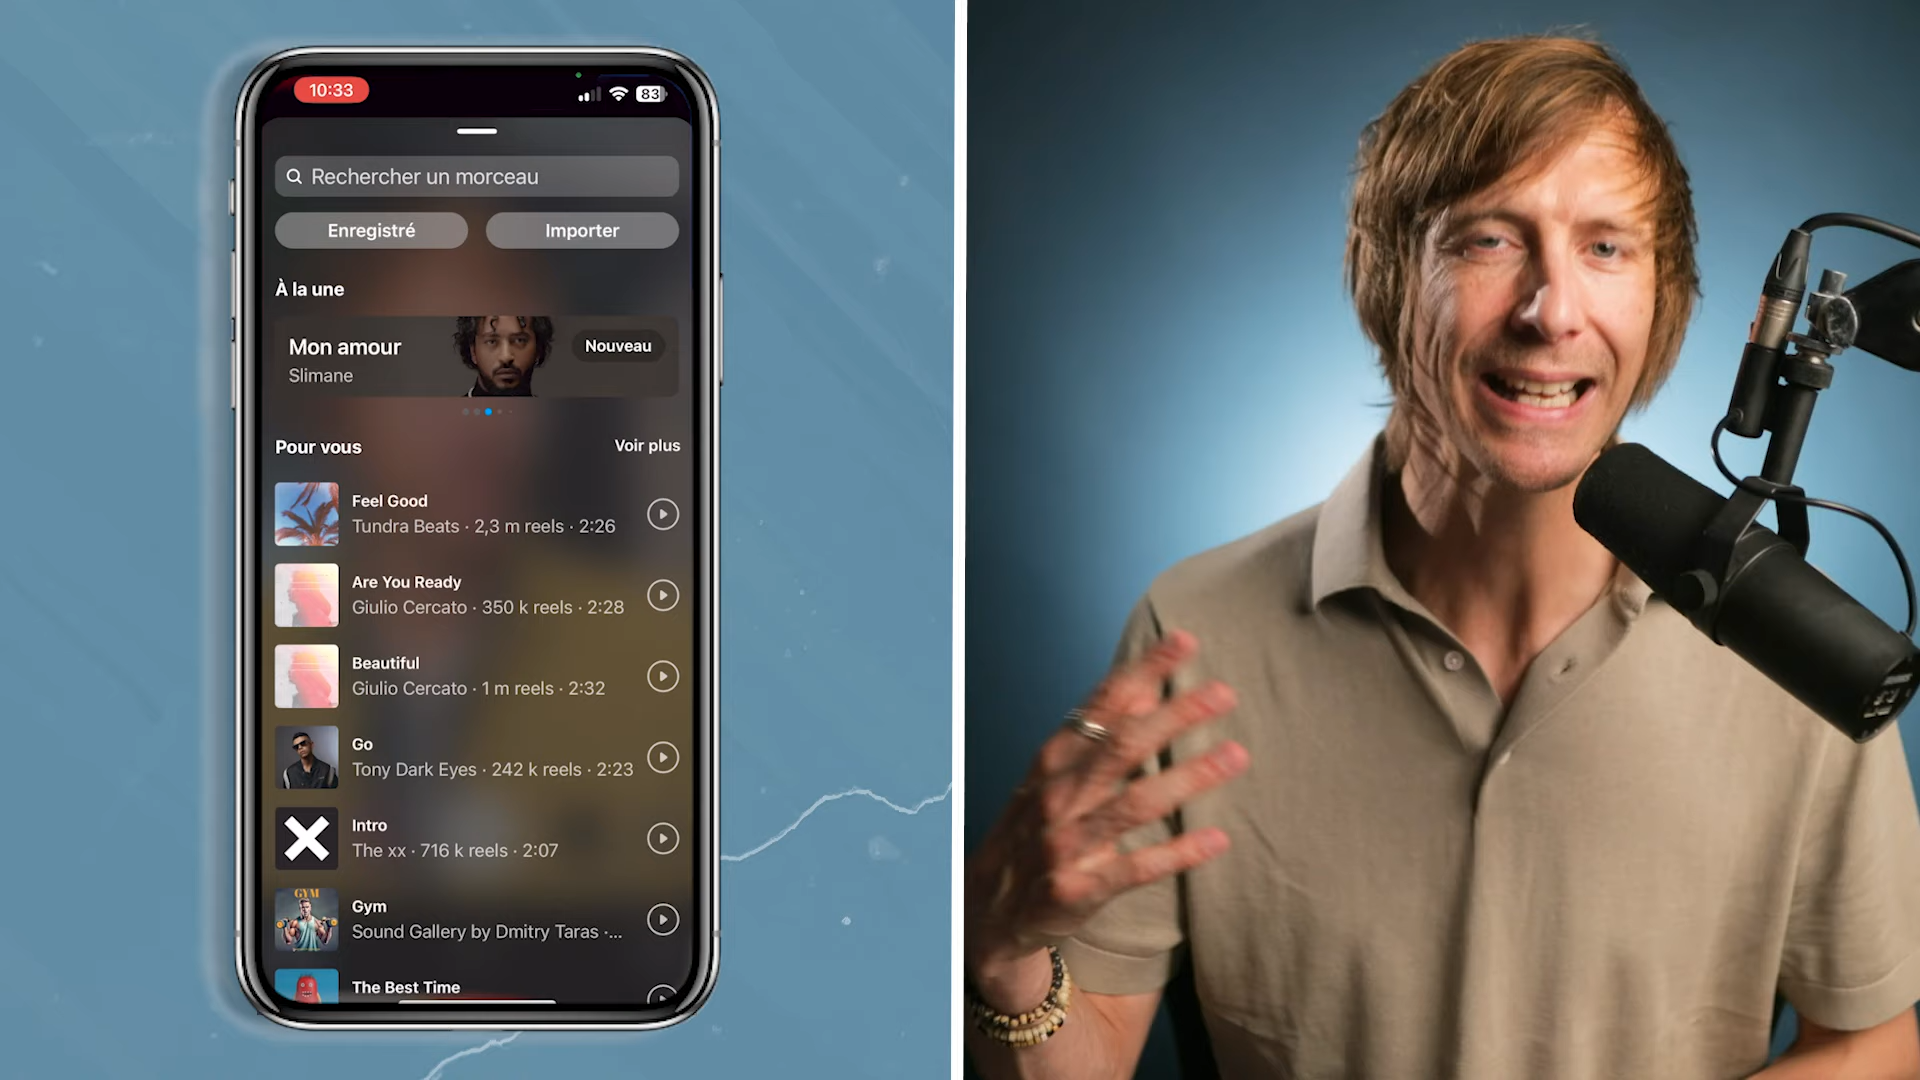 10:33
83
Rechercher un morceau
Enregistré
Importer
À la une
Mon amour
Slimane
Nouveau
Pour vous
Voir plus
Feel Good
Tundra Beats · 2,3 m reels · 2:26
Are You Ready
Giulio Cercato · 350 k reels · 2:28
Beautiful
Giulio Cercato · 1 m reels · 2:32
Go
Tony Dark Eyes · 242 k reels · 2:23
Intro
The xx · 716 k reels · 2:07
GYM
Gym
Sound Gallery by Dmitry Taras ·...
The Best Time